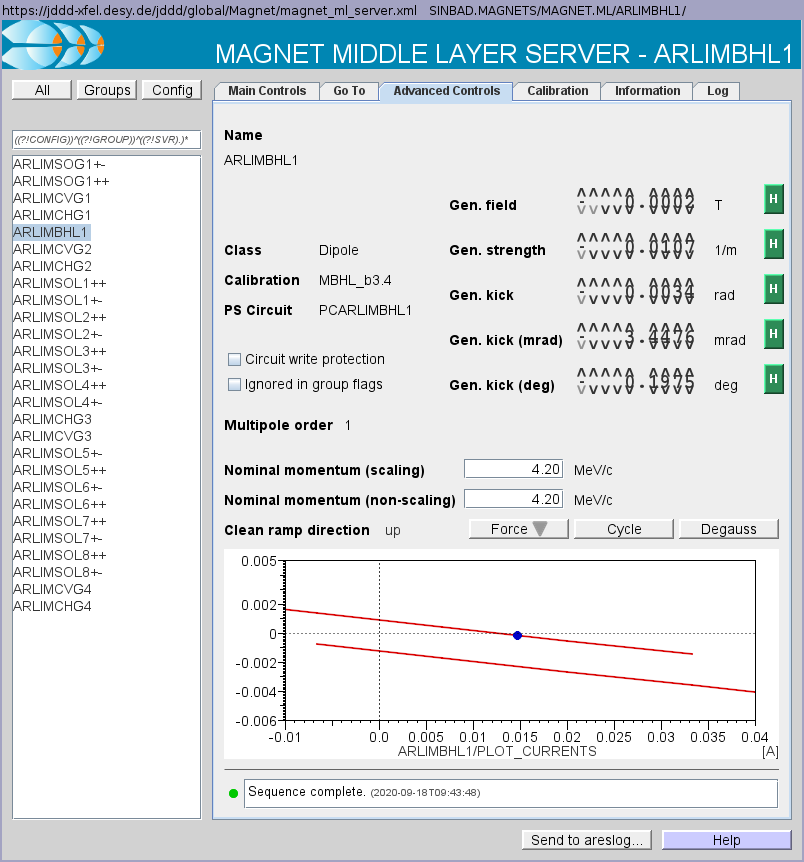 https://jddd-xfel.desy.de/jddd/global/Magnet/magnet_ml_server.xml SINBAD.MAGNETS/MAGNET.ML/ARLIMBHL1/
MAGNET MIDDLE LAYER SERVER - ARLIMBHL1
All Groups Config
Main Controls Go To Advanced Controls Calibration Information Log
((?!CONFIG))^((?!GROUP))^((?!SVR).)*
ARLIMSOG1+-
ARLIMSOG1++
ARLIMCVG1
ARLIMCHG1
ARLIMBHL1
ARLIMCVG2
ARLIMCHG2
ARLIMSOL1++
ARLIMSOL1+-
ARLIMSOL2++
ARLIMSOL2+-
ARLIMSOL3++
ARLIMSOL3+-
ARLIMSOL4++
ARLIMSOL4+-
ARLIMCHG3
ARLIMCVG3
ARLIMSOL5+-
ARLIMSOL5++
ARLIMSOL6+-
ARLIMSOL6++
ARLIMSOL7++
ARLIMSOL7+-
ARLIMSOL8++
ARLIMSOL8+-
ARLIMCVG4
ARLIMCHG4
Name
ARLIMBHL1
Gen. field -0.0002 T H
Class Dipole
Gen. strength -0.0107 1/m H
Calibration MBHL_b3.4
Gen. kick -0.0034 rad H
PS Circuit PCARLIMBHL1
Gen. kick (mrad) -3.4476 mrad H
Circuit write protection
Gen. kick (deg) -0.1975 deg H
Ignored in group flags
Multipole order 1
Nominal momentum (scaling) 4.20 MeV/c
Nominal momentum (non-scaling) 4.20 MeV/c
Clean ramp direction up Force Cycle Degauss
0.005
0.002
0
-0.002
-0.004
-0.006
-0.01 0.0 0.005 0.01 0.015 0.02 0.025 0.03 0.035 0.04
ARLIMBHL1/PLOT_CURRENTS [A]
Sequence complete. (2020-09-18T09:43:48)
Send to areslog... Help